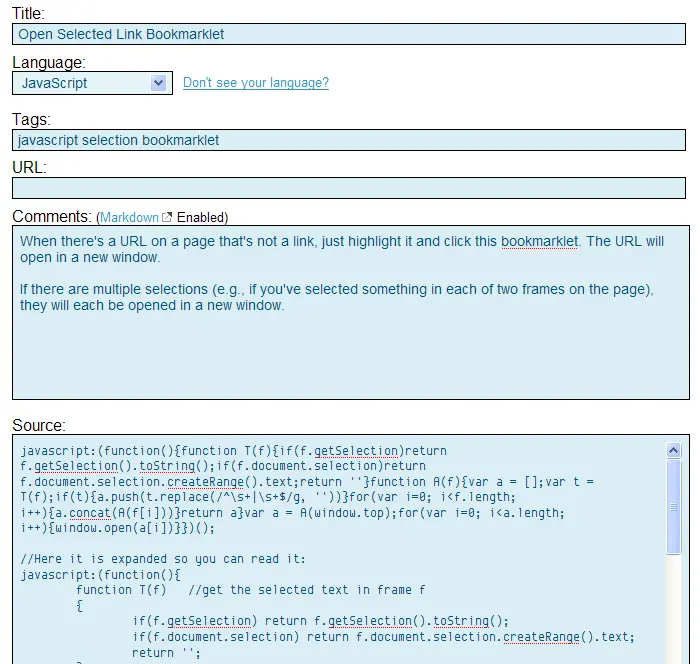 Title:
Open Selected Link Bookmarklet
Language:
JavaScript Don't see your language?
Tags:
javascript selection bookmarklet
URL:
Comments: (Markdown Enabled)
When there's a URL on a page that's not a link, just highlight it and click this bookmarklet. The URL will
open in a new window.
If there are multiple selections (e.g., if you've selected something in each of two frames on the page),
they will each be opened in a new window.
Source:
javascript:(function(){function T(f){if(f.getSelection)return
f.getSelection().toString();if(f.document.selection)return
f.document.selection.createRange().text;return ''}function A(f){var a = [];var t =
T(f);if(t){a.push(t.replace(/^\s+|\s+$/g, ''))}for(var i=0; i<f.length;
i++){a.concat(A(f[i]))}return a}var a = A(window.top);for(var i=0; i<a.length;
i++){window.open(a[i])}})();
//Here it is expanded so you can read it:
javascript:(function(){
function T(f) //get the selected text in frame f
{
if(f.getSelection) return f.getSelection().toString();
if(f.document.selection) return f.document.selection.createRange().text;
return '';